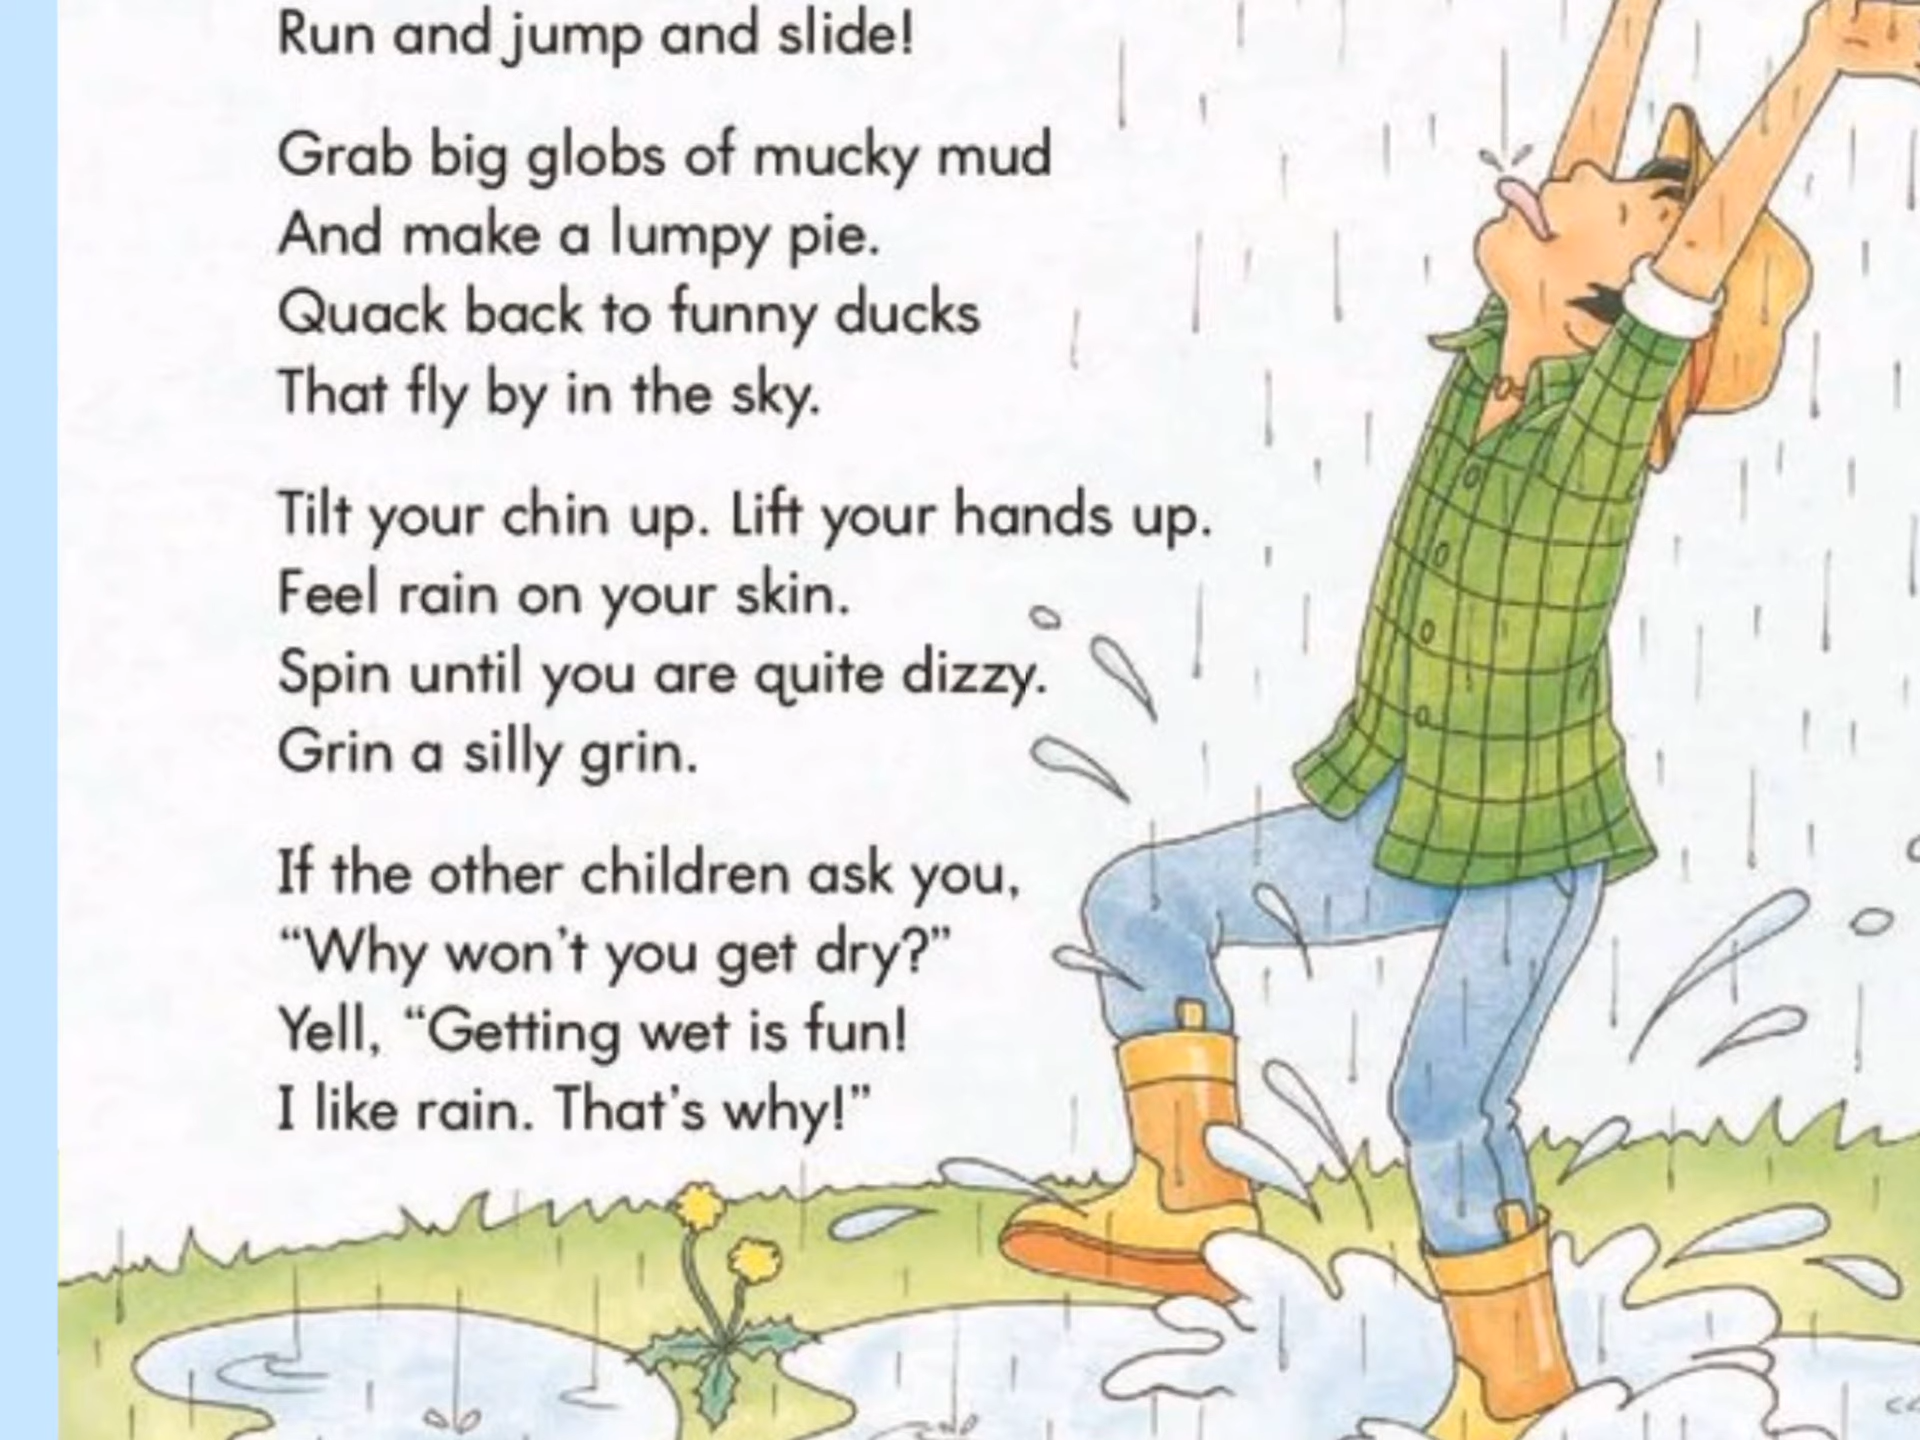 Run and jump and slide!
Grab big globs of mucky mud
And make a lumpy pie.
Quack back to funny ducks
That fly by in the sky.
Tilt your chin up. Lift your hands up.
Feel rain on your skin.
Spin until you are quite dizzy.
Grin a silly grin.
If the other children ask you,
“Why won’t you get dry?”
Yell, “Getting wet is fun!
I like rain. That’s why!”